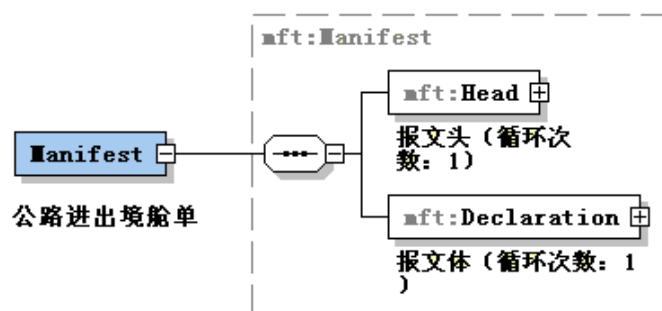 mft:Manifest
mft:Head
报文头（循环次
数：1）
Manifest
公路进出境舱单
mft:Declaration
报文体（循环次数：1
）